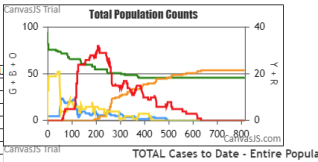 CanvasJS Trial
Total Population Counts
100
50
0
G + B + O
40
20
0
Y + R
0 100 200 300 400 500 600 700 800
CanvasJS.com
CanvasJS Trial
TOTAL Cases to Date - Entire Popula